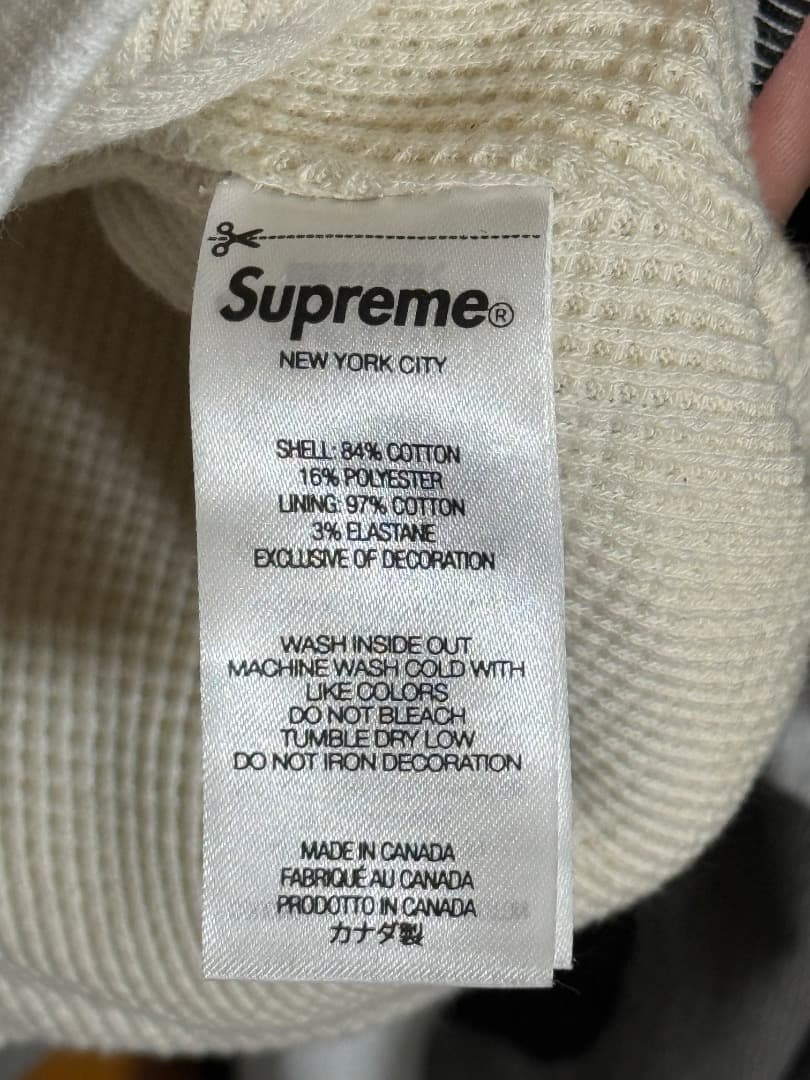 Supreme®
NEW YORK CITY
SHELL: 84% COTTON
16% POLYESTER
LINING: 97% COTTON
3% ELASTANE
EXCLUSIVE OF DECORATION
WASH INSIDE OUT
MACHINE WASH COLD WITH
LIKE COLORS
DO NOT BLEACH
TUMBLE DRY LOW
DO NOT IRON DECORATION
MADE IN CANADA
FABRIQUÉ AU CANADA
PRODOTTO IN CANADA
カナダ製